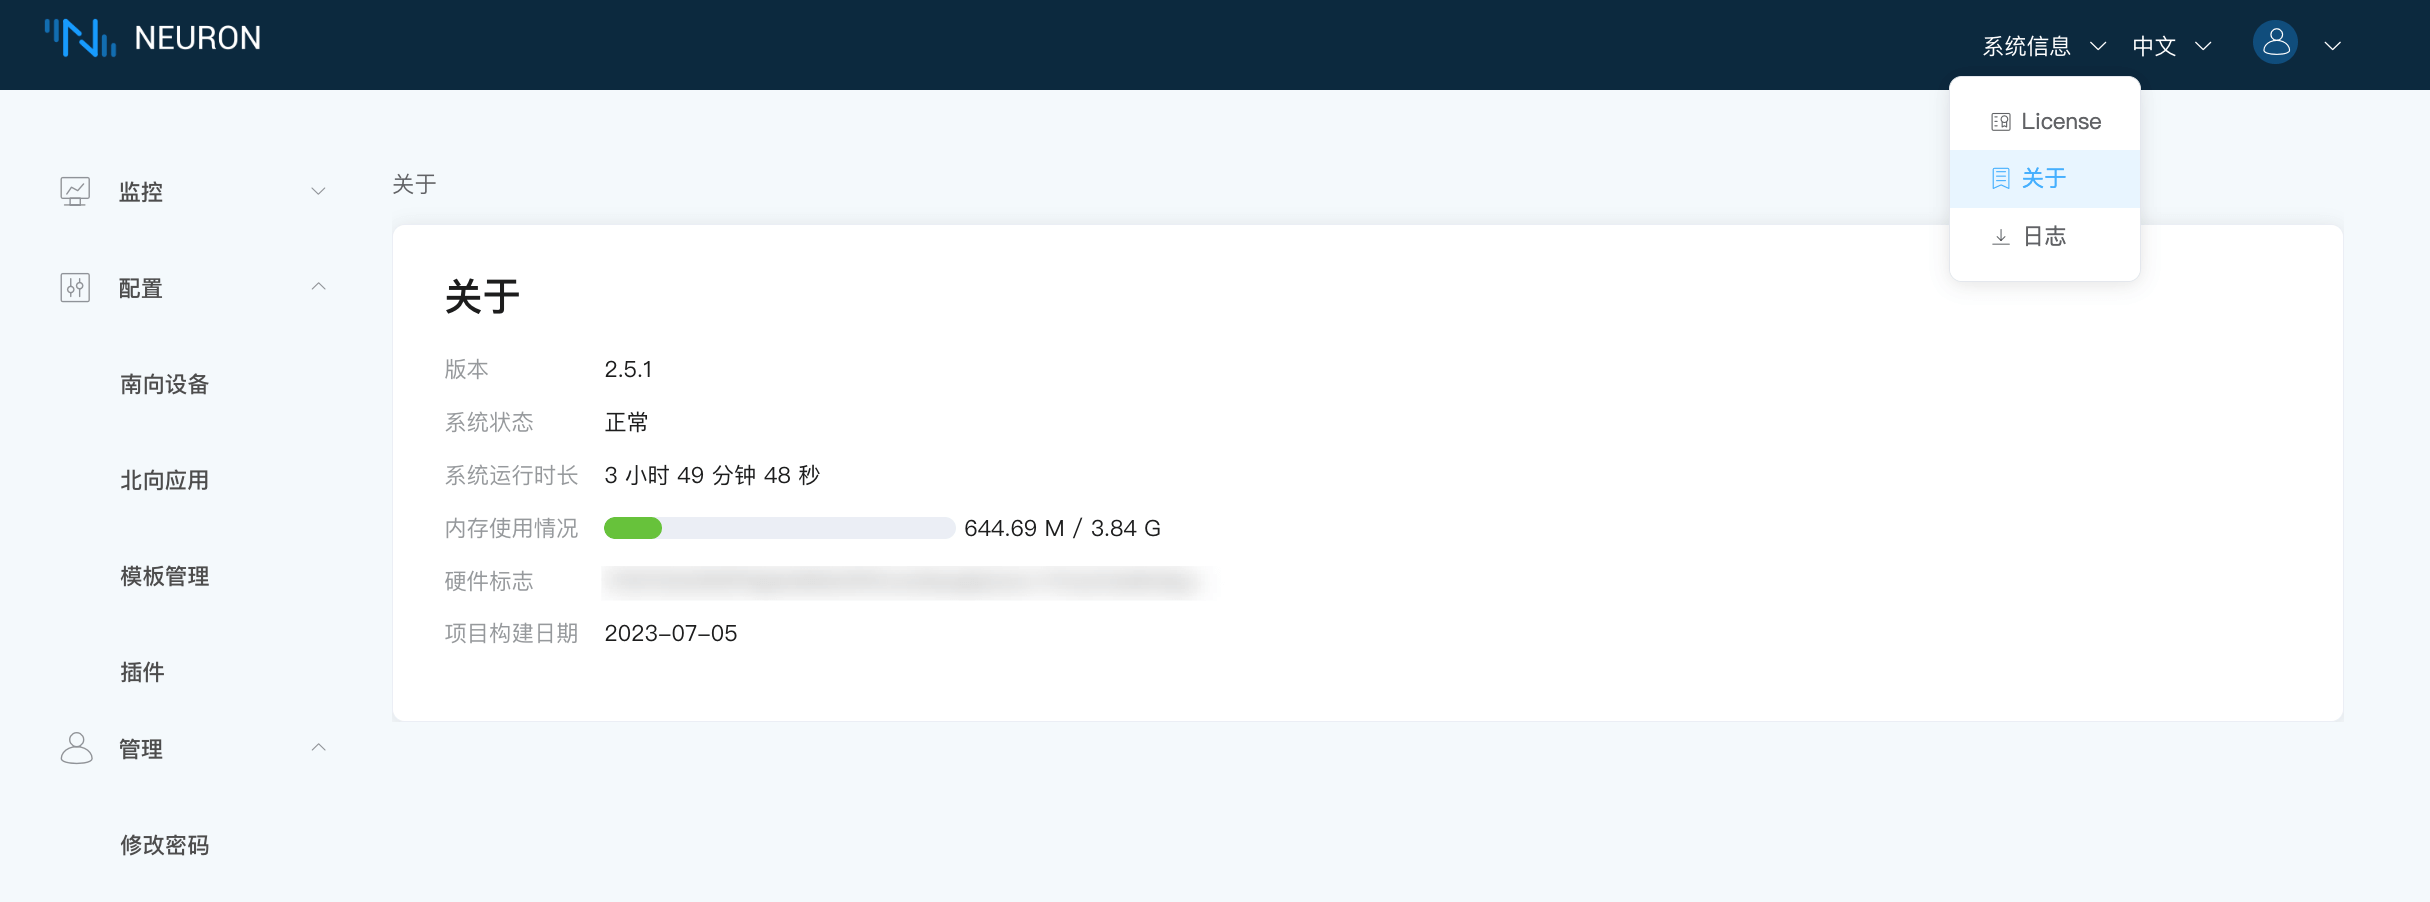 NEURON
系统信息
中文
License
关于
日志
监控
配置
南向设备
北向应用
模板管理
插件
管理
修改密码
关于
关于
版本 2.5.1
系统状态 正常
系统运行时长 3 小时 49 分钟 48 秒
内存使用情况 644.69 M / 3.84 G
硬件标志
项目构建日期 2023-07-05